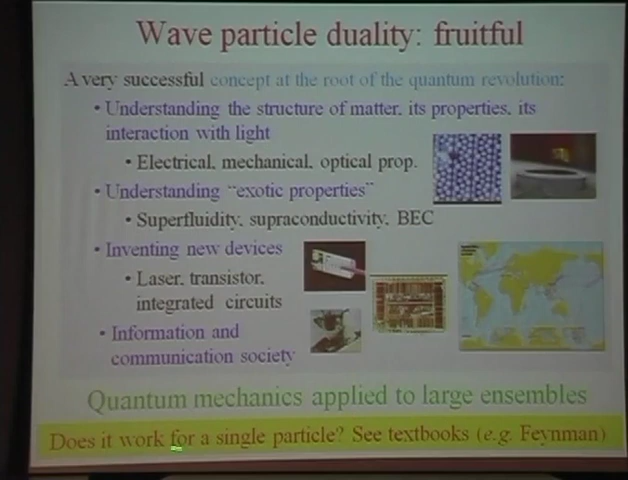 Wave particle duality: fruitful
A very successful concept at the root of the quantum revolution:
• Understanding the structure of matter, its properties, its
interaction with light
• Electrical, mechanical, optical prop.
• Understanding "exotic properties"
• Superfluidity, supraconductivity, BEC
• Inventing new devices
• Laser, transistor,
integrated circuits
• Information and
communication society
Quantum mechanics applied to large ensembles
Does it work for a single particle? See textbooks (e.g. Feynman)